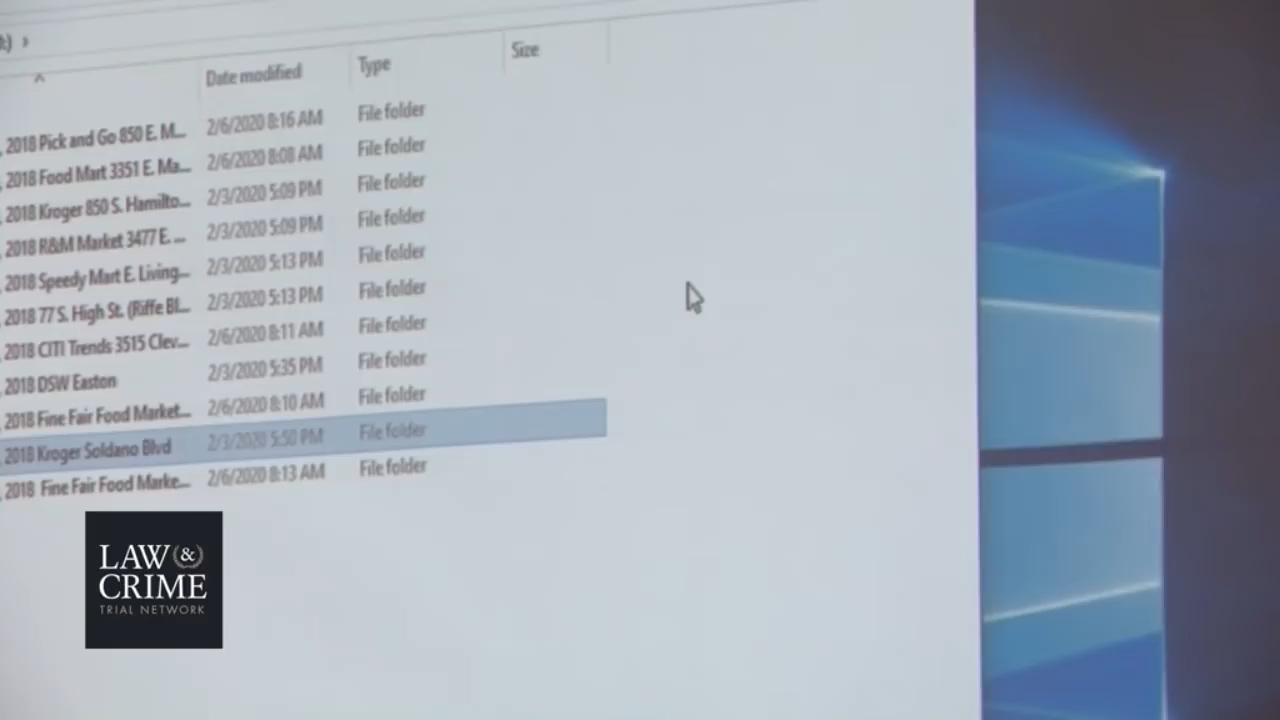 Date modified Type Size
2018 Pick and Go 850 E. M... 2/6/2020 8:16 AM File folder
2018 Food Mart 3351 E. Ma... 2/6/2020 8:08 AM File folder
2018 Kroger 850 S. Hamilto... 2/3/2020 5:09 PM File folder
2018 R&M Market 3477 E. ... 2/3/2020 5:09 PM File folder
2018 Speedy Mart E. Living... 2/3/2020 5:13 PM File folder
2018 77 S. High St. (Riffe Bl... 2/3/2020 5:13 PM File folder
2018 CITI Trends 3515 Clev... 2/6/2020 8:11 AM File folder
2018 DSW Easton 2/3/2020 5:35 PM File folder
2018 Fine Fair Food Market... 2/6/2020 8:10 AM File folder
2018 Kroger Soldano Blvd 2/3/2020 5:50 PM File folder
2018 Fine Fair Food Marke... 2/6/2020 8:13 AM File folder
LAW &
CRIME
TRIAL NETWORK